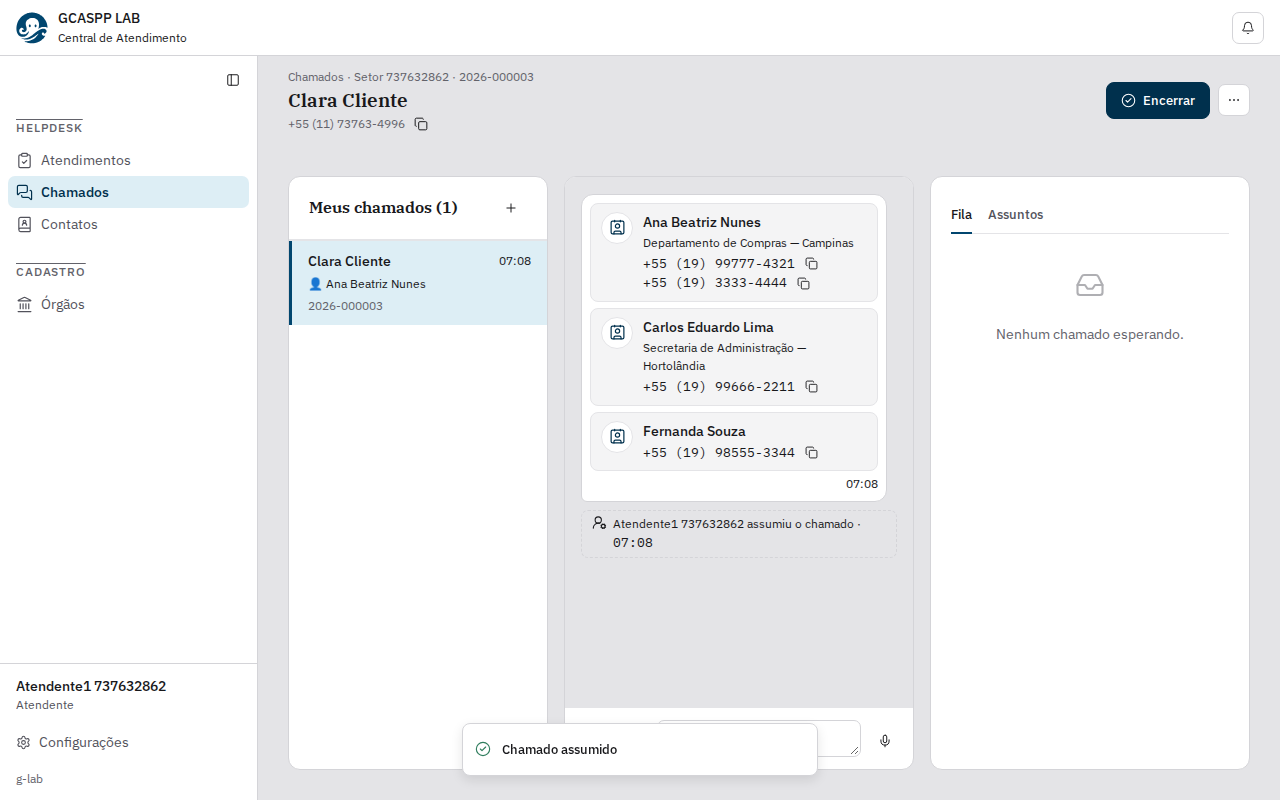 GCASPP LAB
Central de Atendimento
HELPDESK
Atendimentos
Chamados
Contatos
CADASTRO
Órgãos
Atendente1 737632862
Atendente
Configurações
g-lab
Chamados · Setor 737632862 · 2026-000003
Clara Cliente
+55 (11) 73763-4996
Encerrar
Meus chamados (1)
Clara Cliente 07:08
👤 Ana Beatriz Nunes
2026-000003
Ana Beatriz Nunes
Departamento de Compras — Campinas
+55 (19) 99777-4321
+55 (19) 3333-4444
Carlos Eduardo Lima
Secretaria de Administração —
Hortolândia
+55 (19) 99666-2211
Fernanda Souza
+55 (19) 98555-3344
07:08
Atendente1 737632862 assumiu o chamado ·
07:08
Chamado assumido
Fila Assuntos
Nenhum chamado esperando.